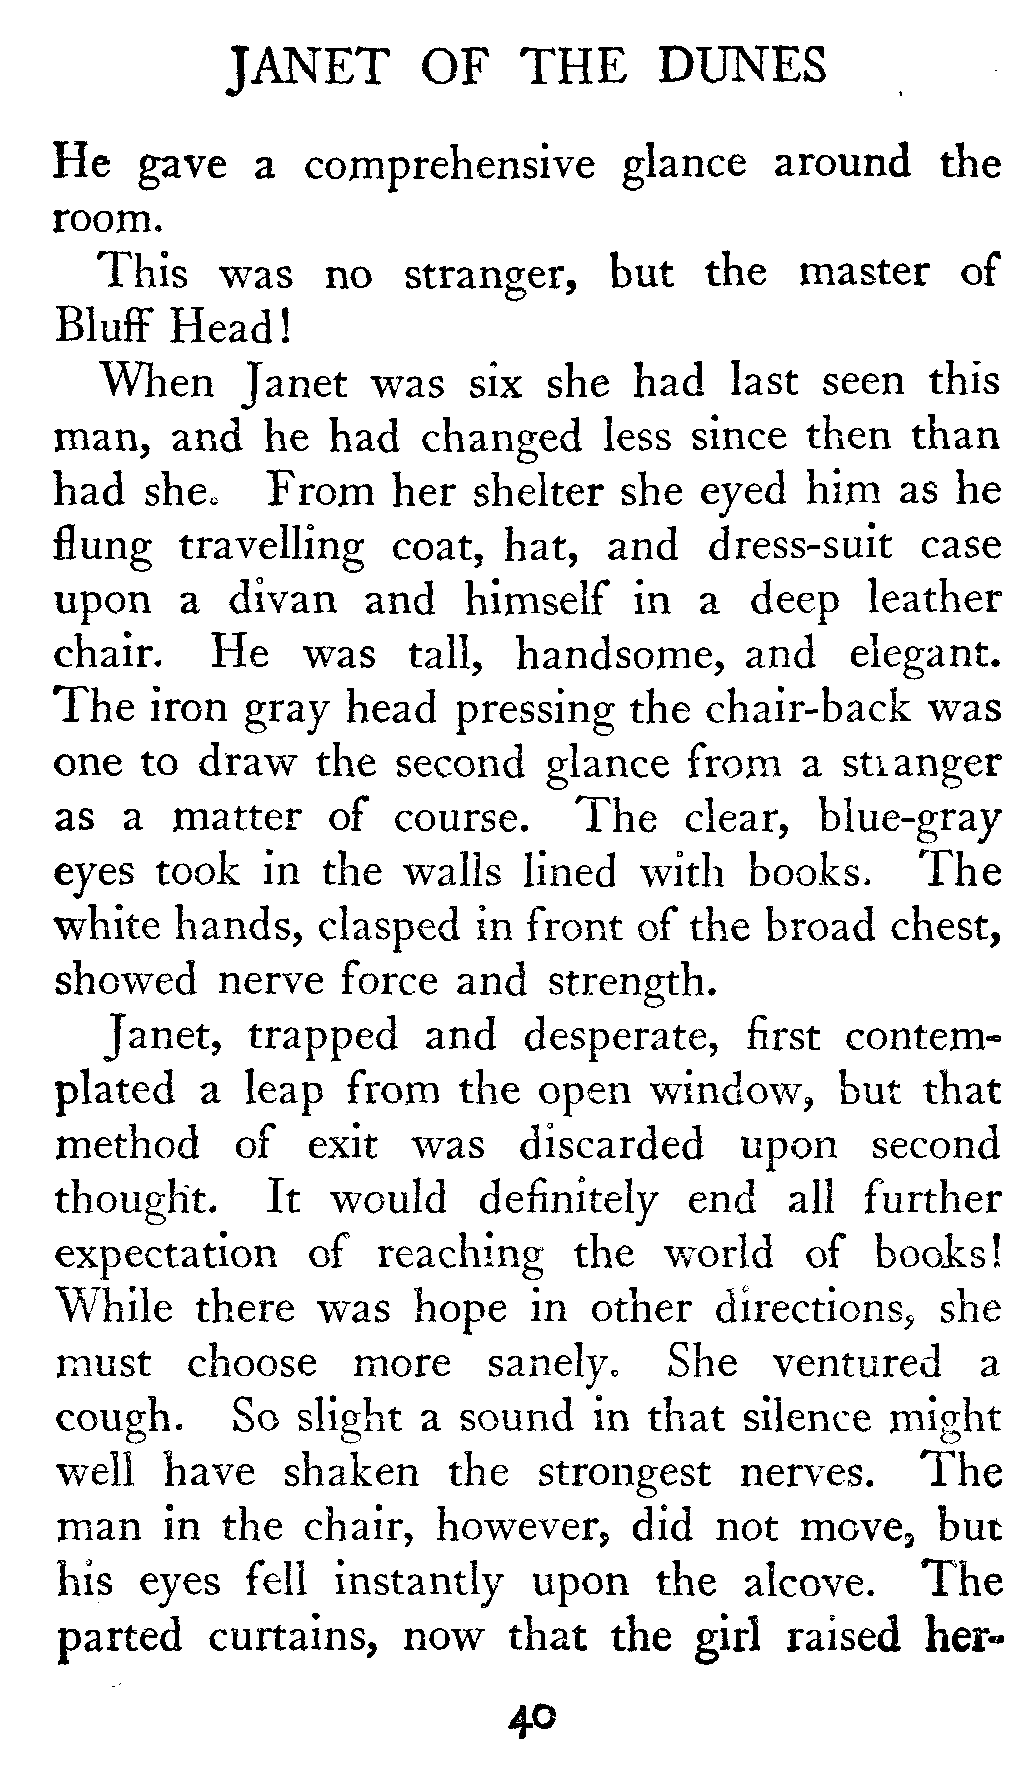 JANET OF THE DUNES
He gave a comprehensive glance around the
room.
This was no stranger, but the master of
Bluff Head!
When Janet was six she had last seen this
man, and he had changed less since then than
had she. From her shelter she eyed him as he
flung travelling coat, hat, and dress-suit case
upon a divan and himself in a deep leather
chair. He was tall, handsome, and elegant.
The iron gray head pressing the chair-back was
one to draw the second glance from a stranger
as a matter of course. The clear, blue-gray
eyes took in the walls lined with books. The
white hands, clasped in front of the broad chest,
showed nerve force and strength.
Janet, trapped and desperate, first contem-
plated a leap from the open window, but that
method of exit was discarded upon second
thought. It would definitely end all further
expectation of reaching the world of books!
While there was hope in other directions, she
must choose more sanely. She ventured a
cough. So slight a sound in that silence might
well have shaken the strongest nerves. The
man in the chair, however, did not move, but
his eyes fell instantly upon the alcove. The
parted curtains, now that the girl raised her-
40